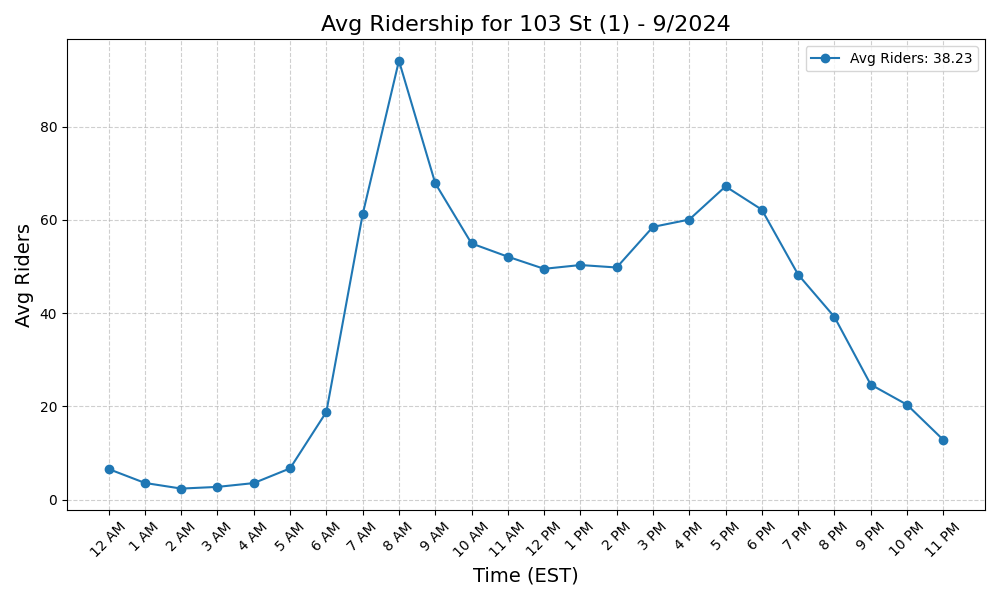 Avg Ridership for 103 St (1) - 9/2024
Avg Riders: 38.23
Avg Riders
80
60
40
20
0
12 AM
1 AM
2 AM
3 AM
4 AM
5 AM
6 AM
7 AM
8 AM
9 AM
10 AM
11 AM
12 PM
1 PM
2 PM
3 PM
4 PM
5 PM
6 PM
7 PM
8 PM
9 PM
10 PM
11 PM
Time (EST)